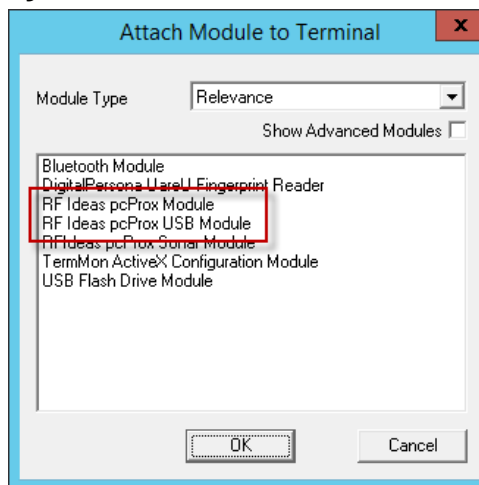 Attach Module to Terminal
x
Module Type
Relevance
Show Advanced Modules
Bluetooth Module
DigitalPersona UareU Fingerprint Reader
RF Ideas pcProx Module
RF Ideas pcProx USB Module
RFIdeas pcProx Sonar Module
TermMon ActiveX Configuration Module
USB Flash Drive Module
OK
Cancel